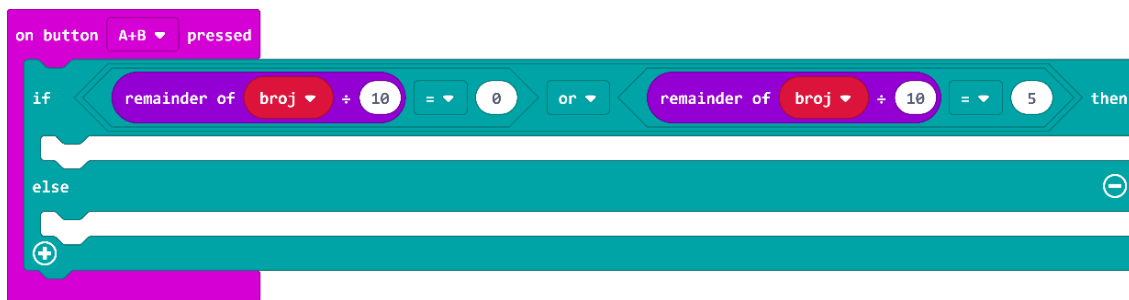 on button A+B pressed
if remainder of broj ÷ 10 = 0 or remainder of broj ÷ 10 = 5 then
else